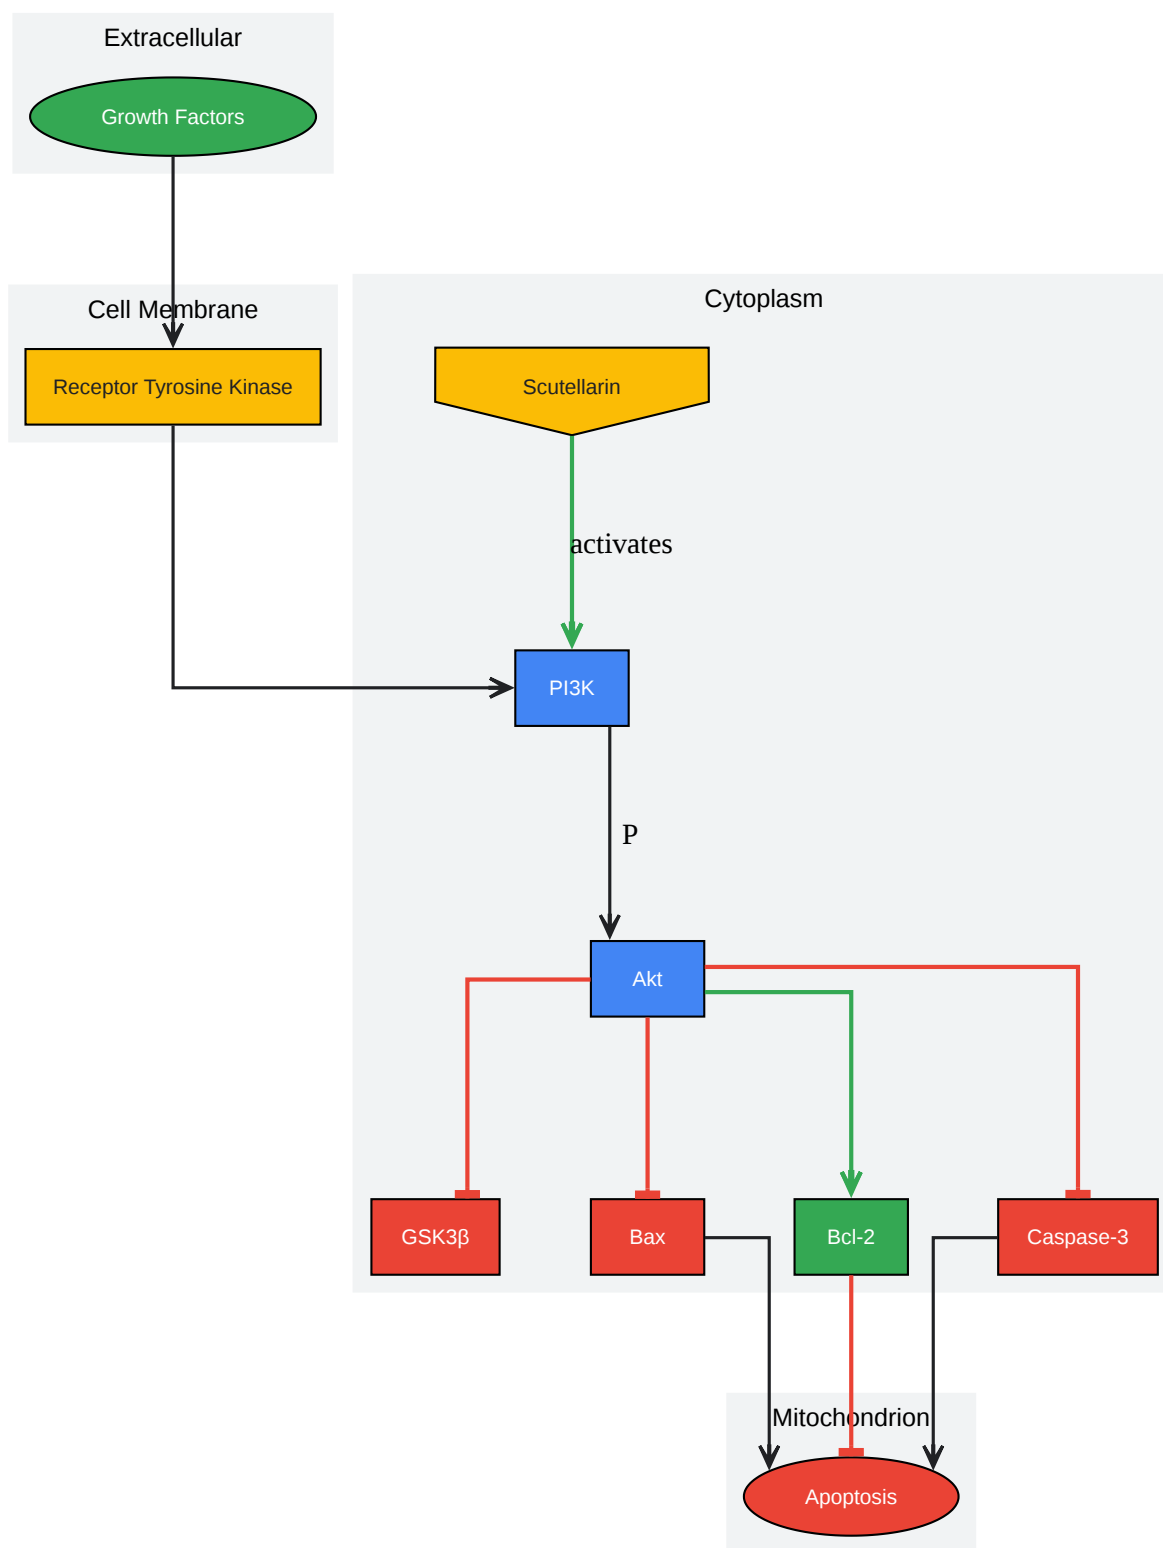 Extracellular
Growth Factors
Cell Membrane
Receptor Tyrosine Kinase
Cytoplasm
Scutellarin
activates
PI3K
P
Akt
GSK3β
Bax
Bcl-2
Caspase-3
Mitochondrion
Apoptosis